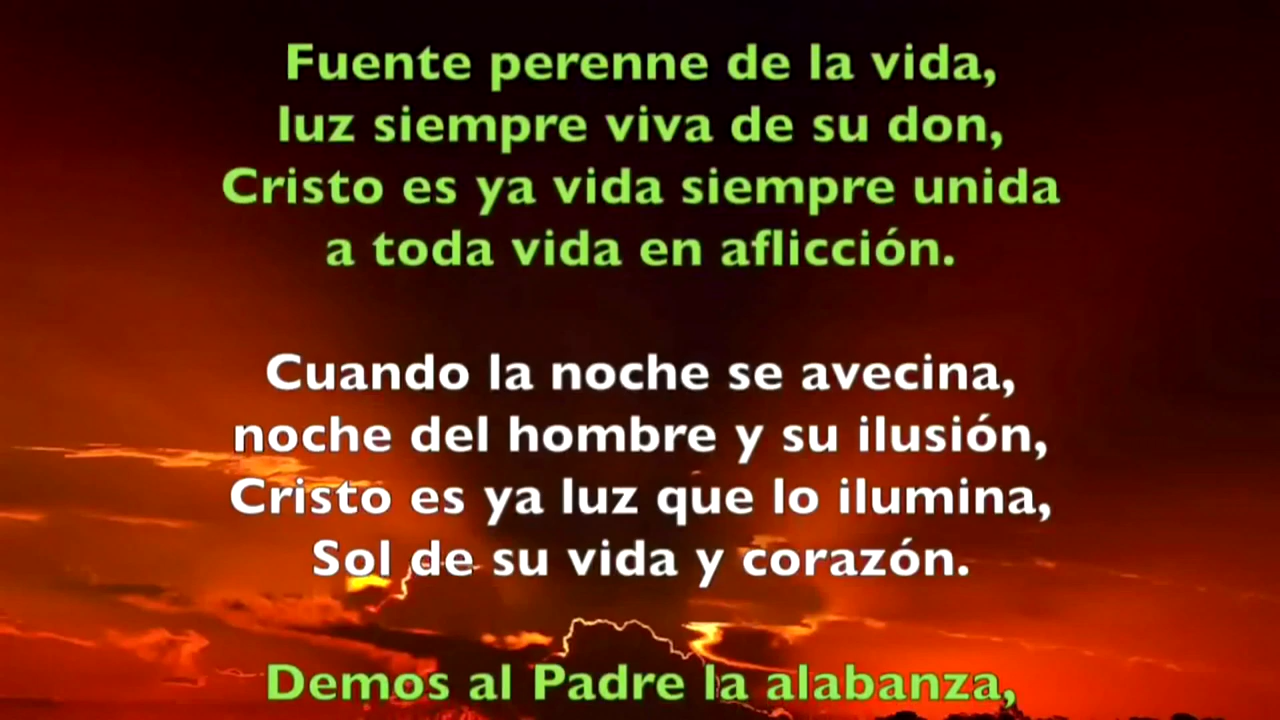 Fuente perenne de la vida,
luz siempre viva de su don,
Cristo es ya vida siempre unida
a toda vida en aflicción.
Cuando la noche se avecina,
noche del hombre y su ilusión,
Cristo es ya luz que lo ilumina,
Sol de su vida y corazón.
Demos al Padre la alabanza,